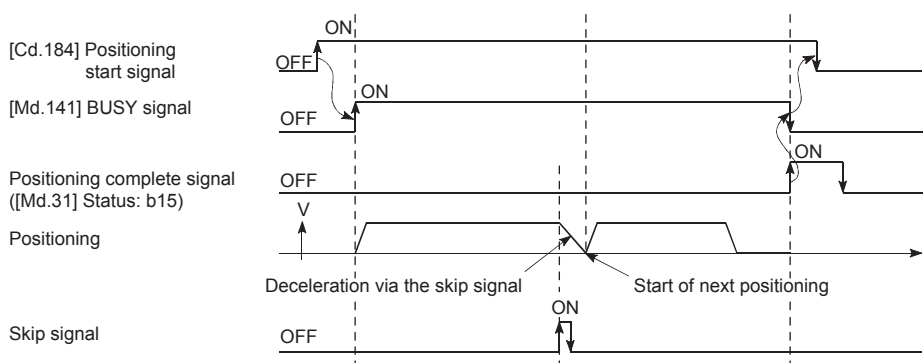 ON
[Cd.184] Positioning
start signal
OFF
[Md.141] BUSY signal
ON
OFF
ON
Positioning complete signal
([Md.31] Status: b15)
OFF
V
Positioning
Deceleration via the skip signal
Start of next positioning
ON
Skip signal
OFF